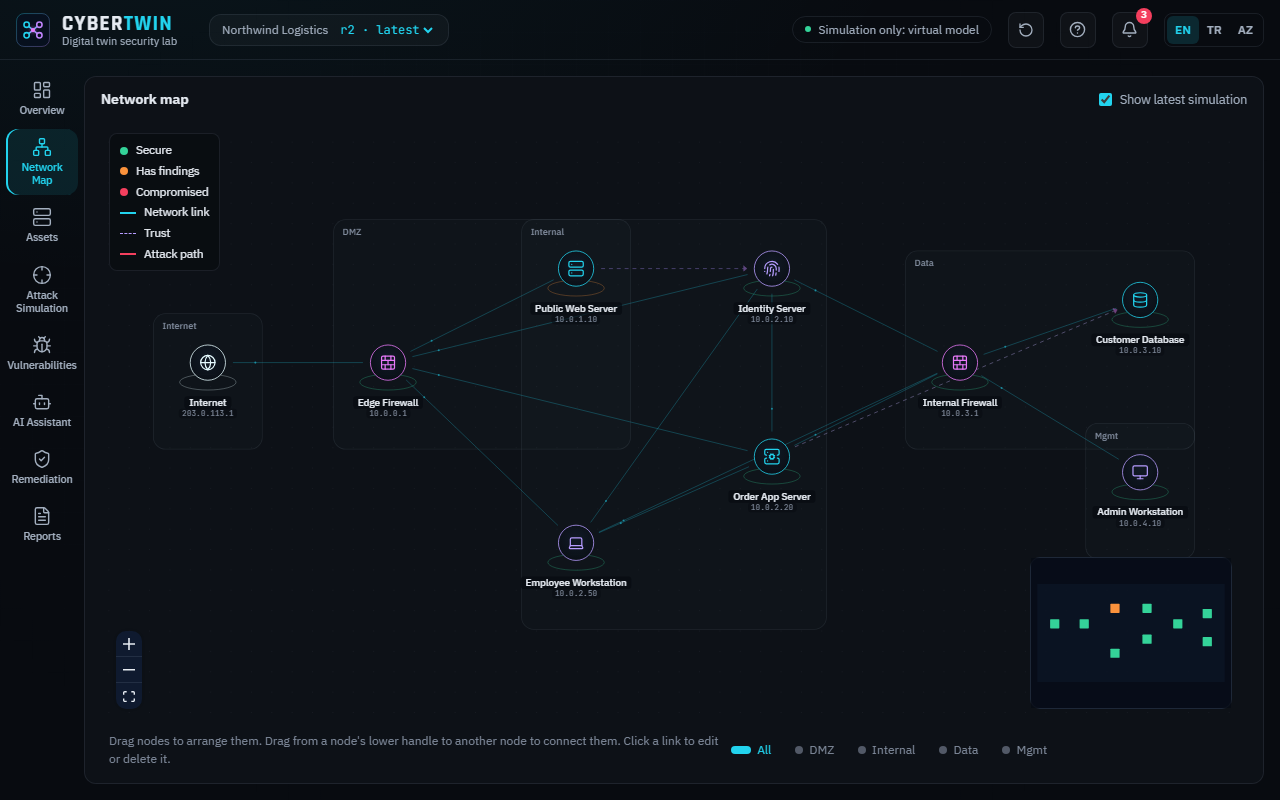 CYBERTWIN
Digital twin security lab
Northwind Logistics r2 · latest
Simulation only: virtual model
3
EN TR AZ
Overview
Network
Map
Assets
Attack
Simulation
Vulnerabilities
AI Assistant
Remediation
Reports
Network map
Show latest simulation
Secure
Has findings
Compromised
Network link
Trust
Attack path
DMZ
Internal
Data
Internet
Mgmt
Public Web Server
10.0.1.10
Identity Server
10.0.2.10
Customer Database
10.0.3.10
Internet
203.0.113.1
Edge Firewall
10.0.0.1
Internal Firewall
10.0.3.1
Order App Server
10.0.2.20
Admin Workstation
10.0.4.10
Employee Workstation
10.0.2.50
Drag nodes to arrange them. Drag from a node's lower handle to another node to connect them. Click a link to edit
or delete it.
All DMZ Internal Data Mgmt